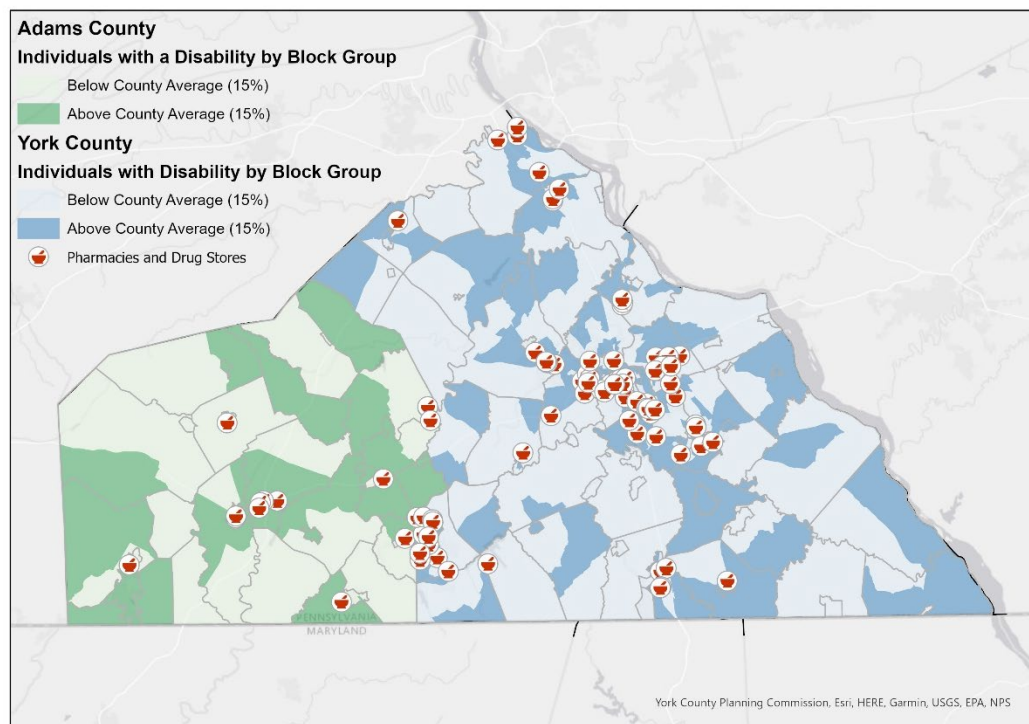 Adams County
Individuals with a Disability by Block Group
Below County Average (15%)
Above County Average (15%)
York County
Individuals with Disability by Block Group
Below County Average (15%)
Above County Average (15%)
Pharmacies and Drug Stores
PENNSYLVANIA
MARYLAND
York County Planning Commission, Esri, HERE, Garmin, USGS, EPA, NPS